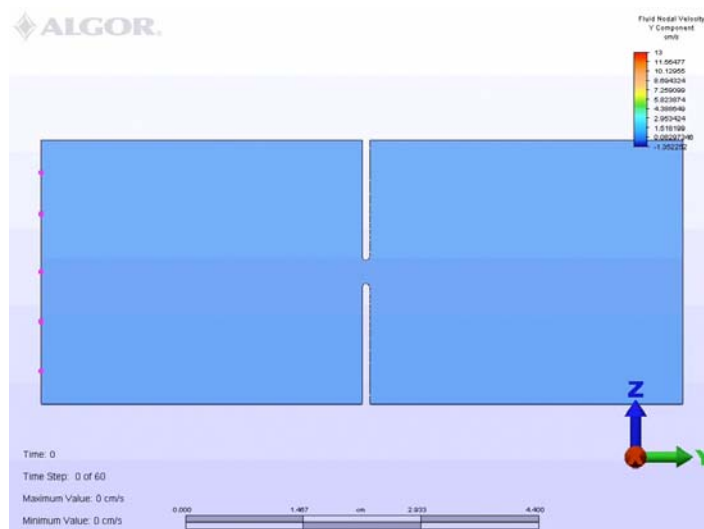 ALGOR.
Fluid Nodal Velocity
Y Component
cm/s
13
11.56477
10.12955
8.694324
7.259099
5.823874
4.388649
2.953424
1.518199
0.08297346
-1.352252
Z
X
Y
Time: 0
Time Step: 0 of 60
Maximum Value: 0 cm/s
Minimum Value: 0 cm/s
0.000
1.467
cm
2.933
4.400